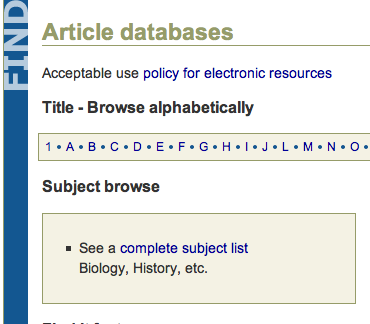 FIND
Article databases
Acceptable use policy for electronic resources
Title - Browse alphabetically
1 • A • B • C • D • E • F • G • H • I • J • L • M • N • O •
Subject browse
See a complete subject list
Biology, History, etc.